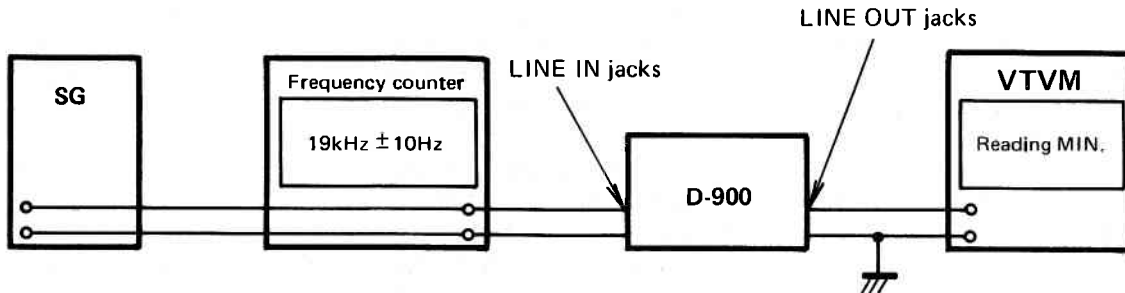 LINE OUT jacks
LINE IN jacks
SG
Frequency counter
19kHz ±10Hz
D-900
VTVM
Reading MIN.